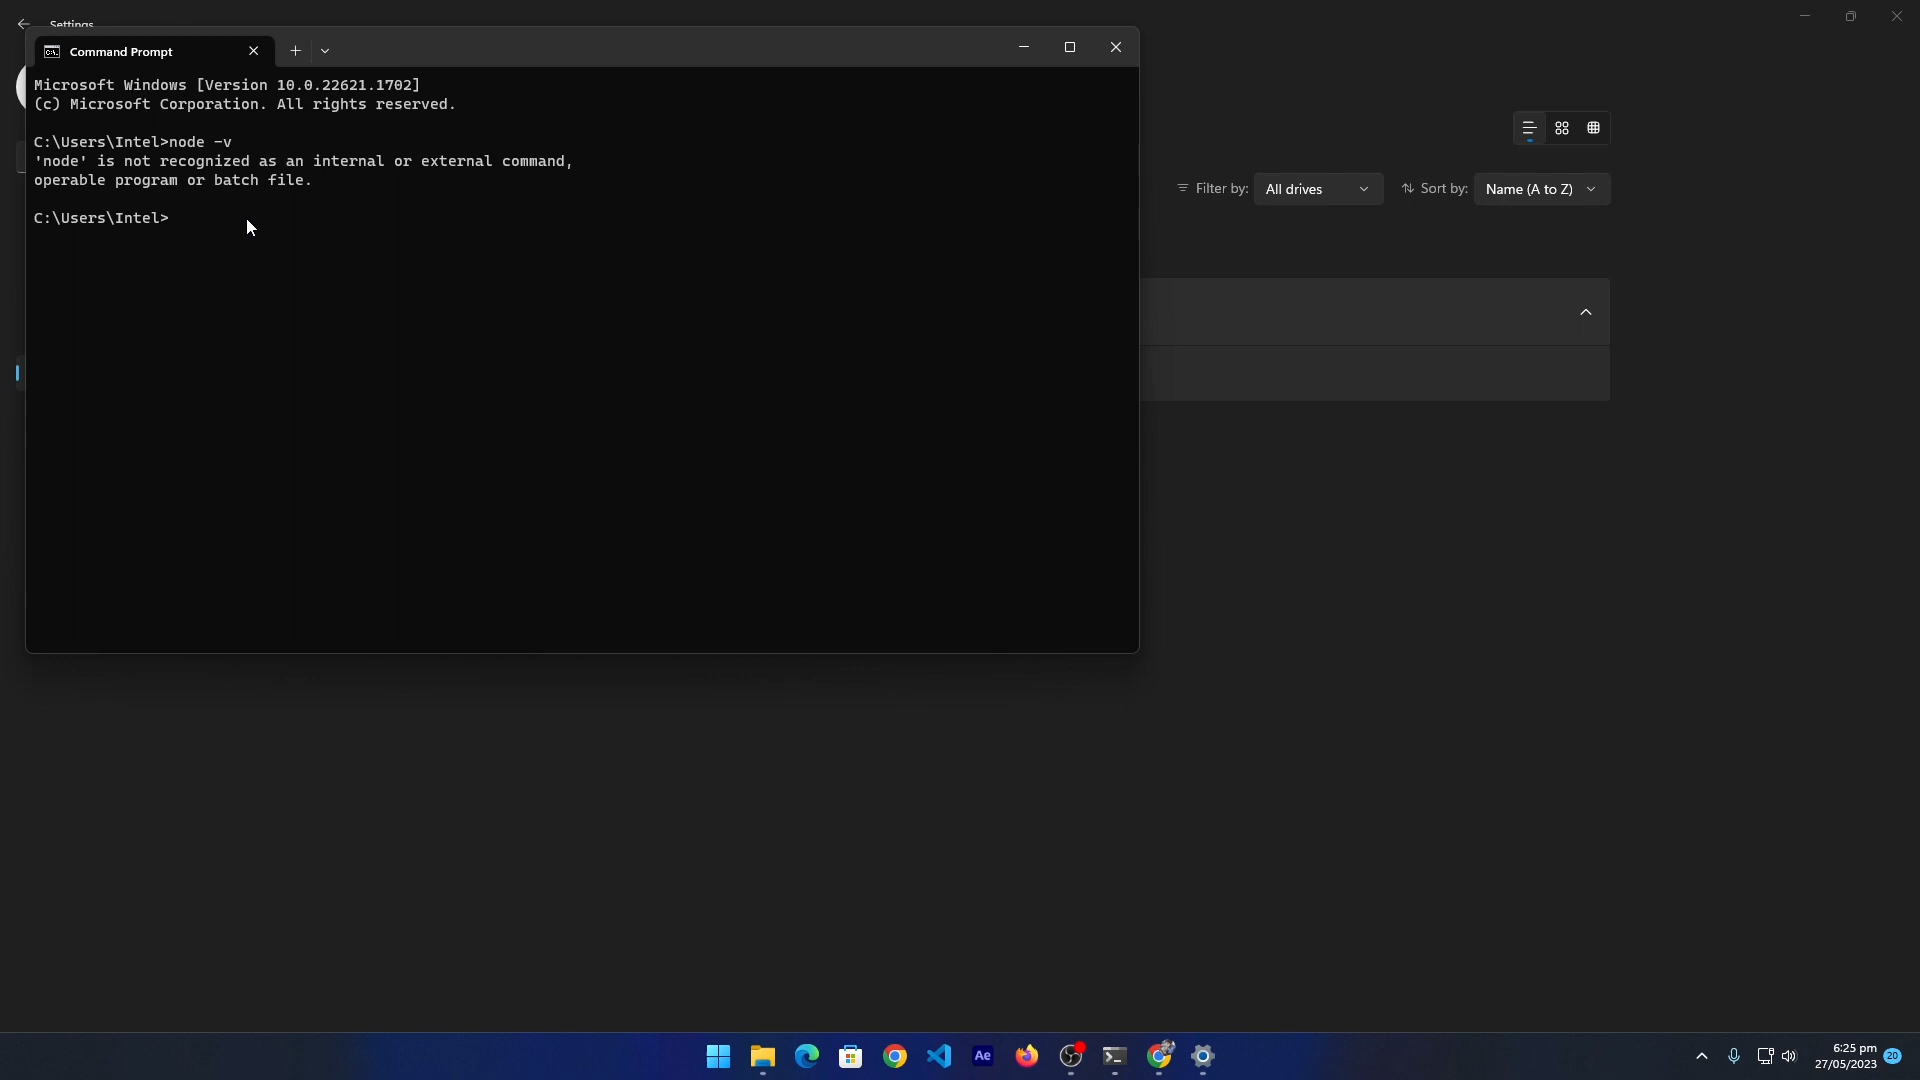 Settings
Command Prompt
Microsoft Windows [Version 10.0.22621.1702]
(c) Microsoft Corporation. All rights reserved.
C:\Users\Intel>node -v
'node' is not recognized as an internal or external command,
operable program or batch file.
C:\Users\Intel>
Filter by: All drives Sort by: Name (A to Z)
Ae
6:25 pm
27/05/2023
20